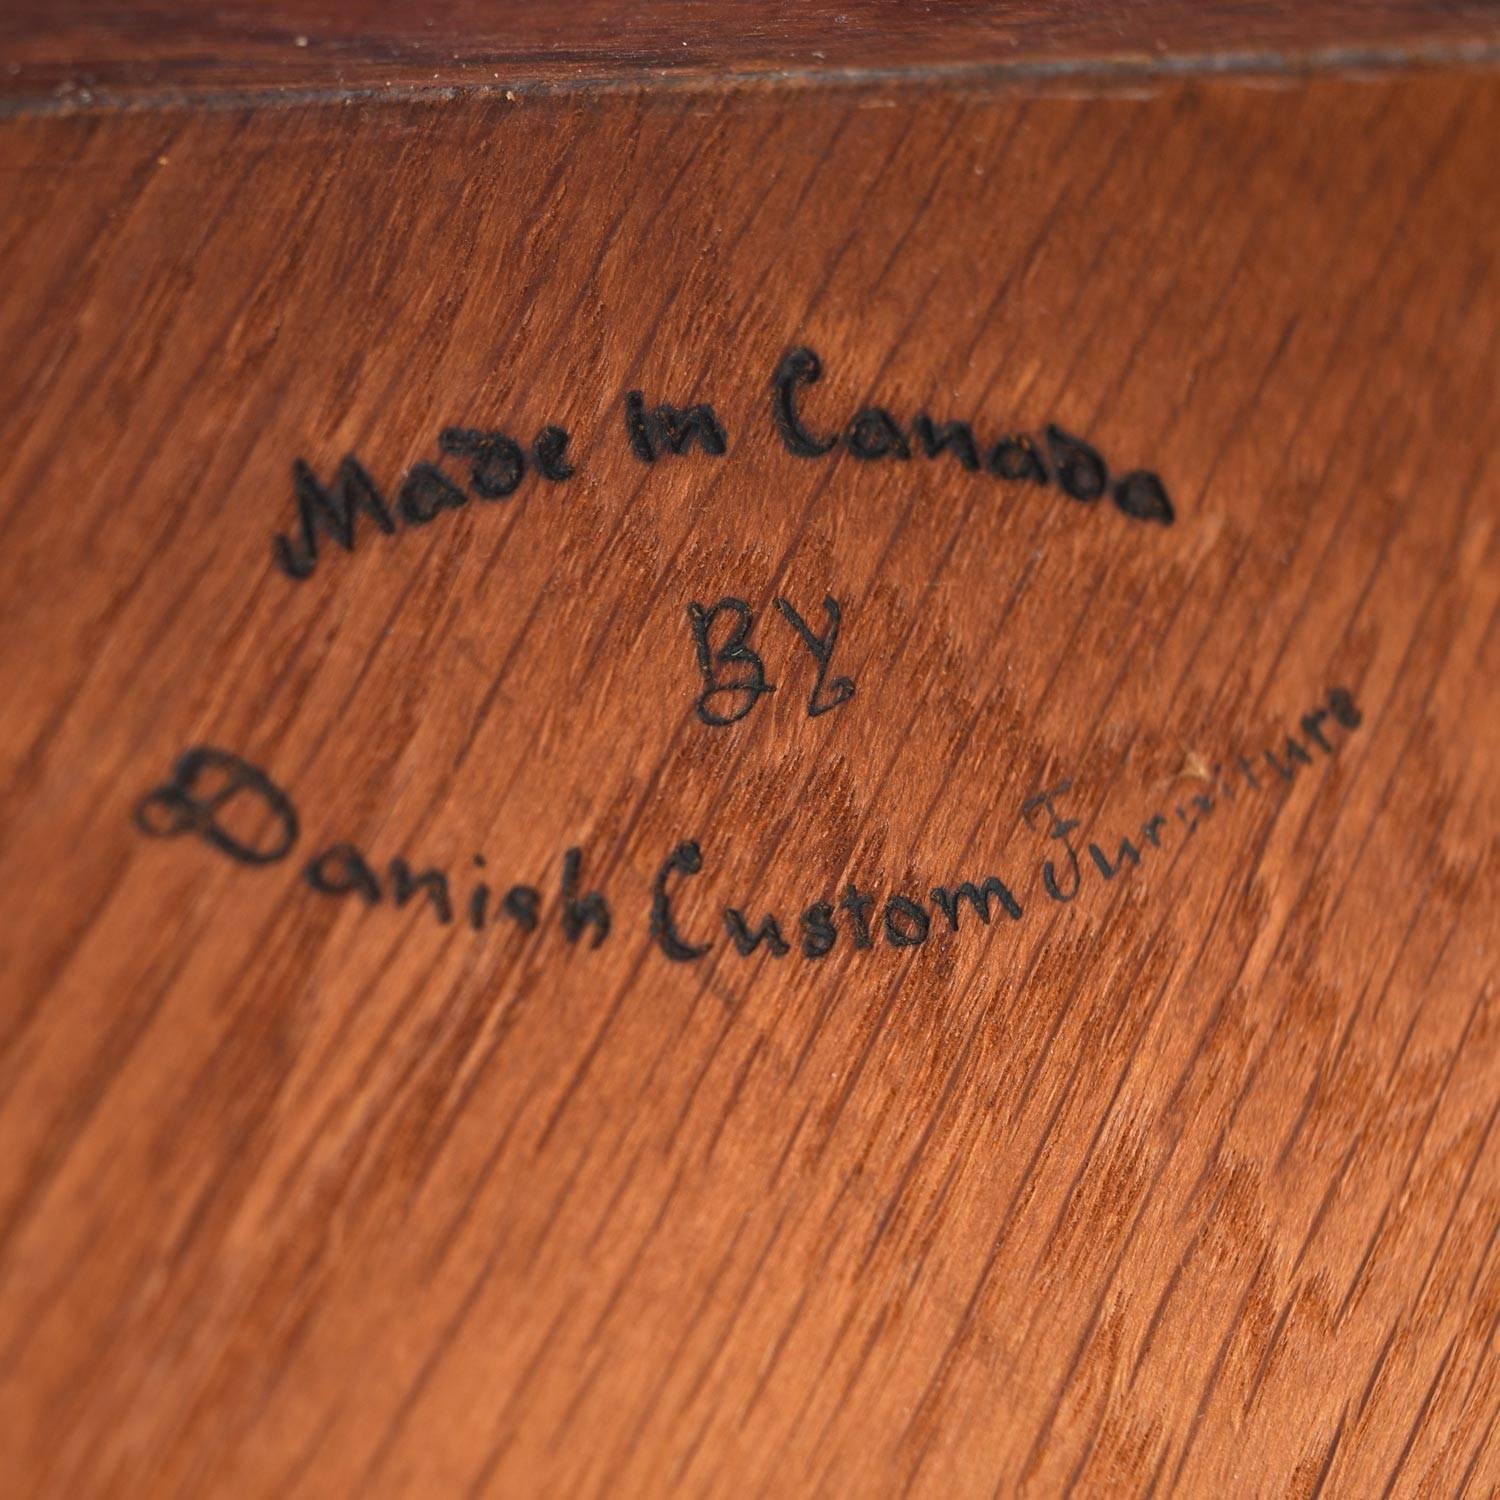 Made in Canada
BY
Danish Custom Furniture